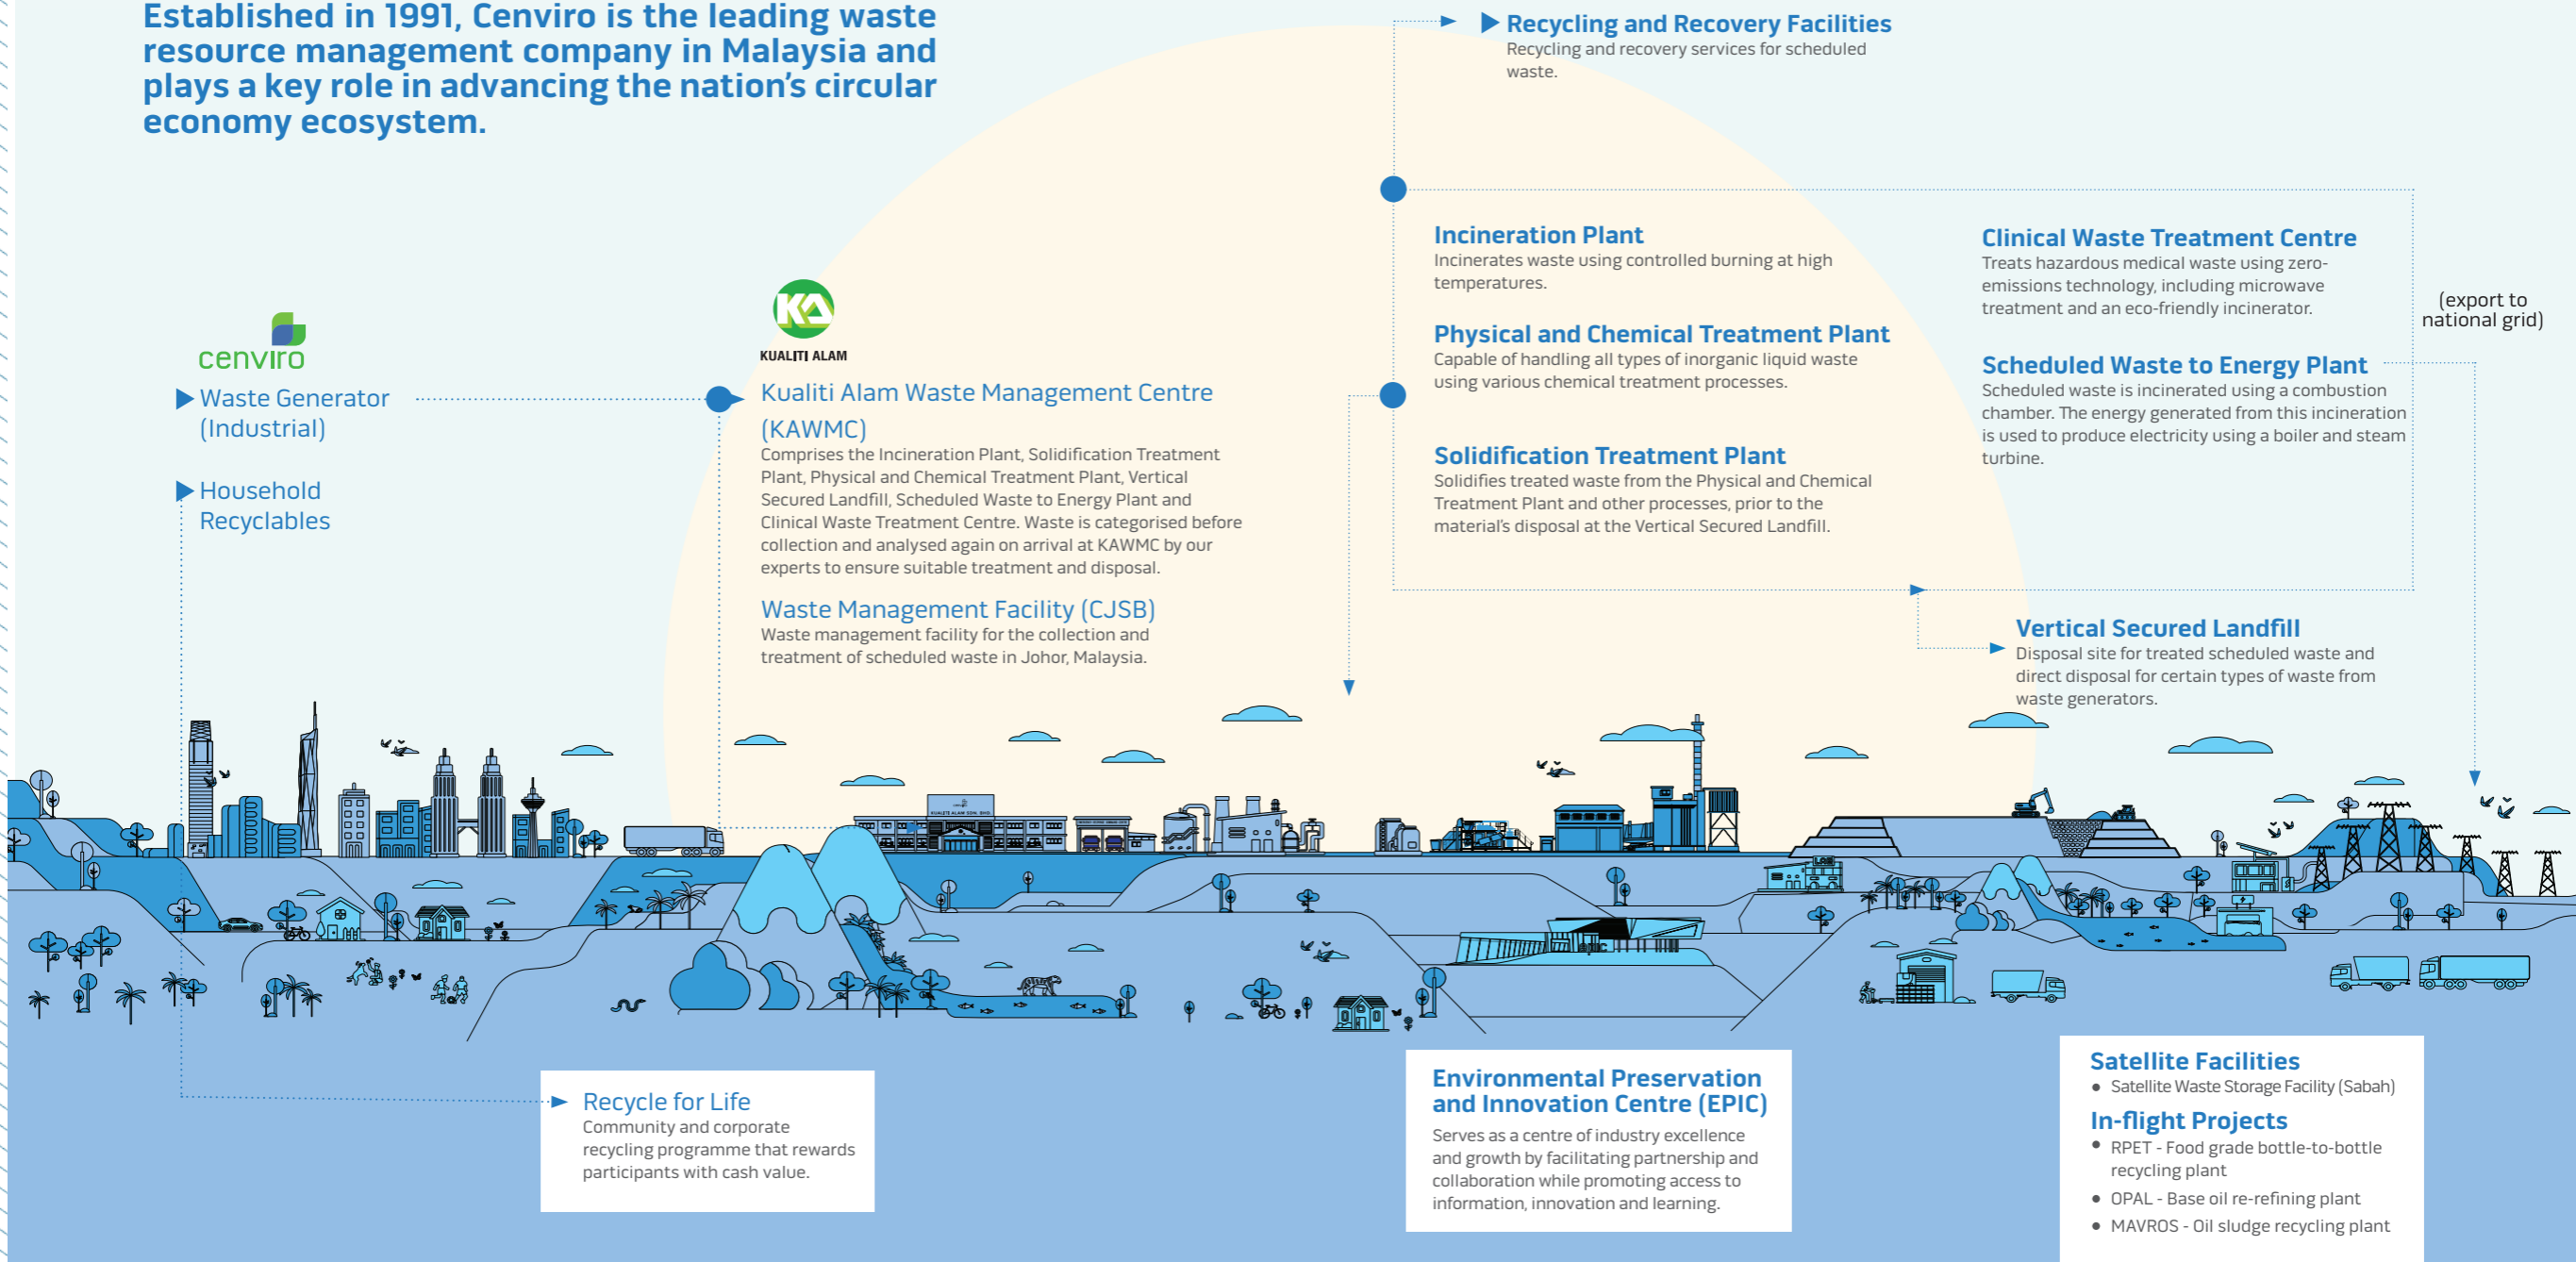 Established in 1991, Cenviro is the leading waste
resource management company in Malaysia and
plays a key role in advancing the nation's circular
economy ecosystem.
cenviro
Waste Generator
(Industrial)
Household
Recyclables
KA
KUALITI ALAM
Kualiti Alam Waste Management Centre
(KAWMC)
Comprises the Incineration Plant, Solidification Treatment
Plant, Physical and Chemical Treatment Plant, Vertical
Secured Landfill, Scheduled Waste to Energy Plant and
Clinical Waste Treatment Centre. Waste is categorised before
collection and analysed again on arrival at KAWMC by our
experts to ensure suitable treatment and disposal.
Waste Management Facility (CJSB)
Waste management facility for the collection and
treatment of scheduled waste in Johor, Malaysia.
Recycling and Recovery Facilities
Recycling and recovery services for scheduled
waste.
Incineration Plant
Incinerates waste using controlled burning at high
temperatures.
Physical and Chemical Treatment Plant
Capable of handling all types of inorganic liquid waste
using various chemical treatment processes.
Solidification Treatment Plant
Solidifies treated waste from the Physical and Chemical
Treatment Plant and other processes, prior to the
material's disposal at the Vertical Secured Landfill.
Clinical Waste Treatment Centre
Treats hazardous medical waste using zero-
emissions technology, including microwave
treatment and an eco-friendly incinerator.
Scheduled Waste to Energy Plant
Scheduled waste is incinerated using a combustion
chamber. The energy generated from this incineration
is used to produce electricity using a boiler and steam
turbine.
(export to
national grid)
Vertical Secured Landfill
Disposal site for treated scheduled waste and
direct disposal for certain types of waste from
waste generators.
KUALITI ALAM SDN. BHD.
LAB
EPIC
Recycle for Life
Community and corporate
recycling programme that rewards
participants with cash value.
Environmental Preservation
and Innovation Centre (EPIC)
Serves as a centre of industry excellence
and growth by facilitating partnership and
collaboration while promoting access to
information, innovation and learning.
Satellite Facilities
• Satellite Waste Storage Facility (Sabah)
In-flight Projects
• RPET - Food grade bottle-to-bottle
recycling plant
• OPAL - Base oil re-refining plant
• MAVROS - Oil sludge recycling plant